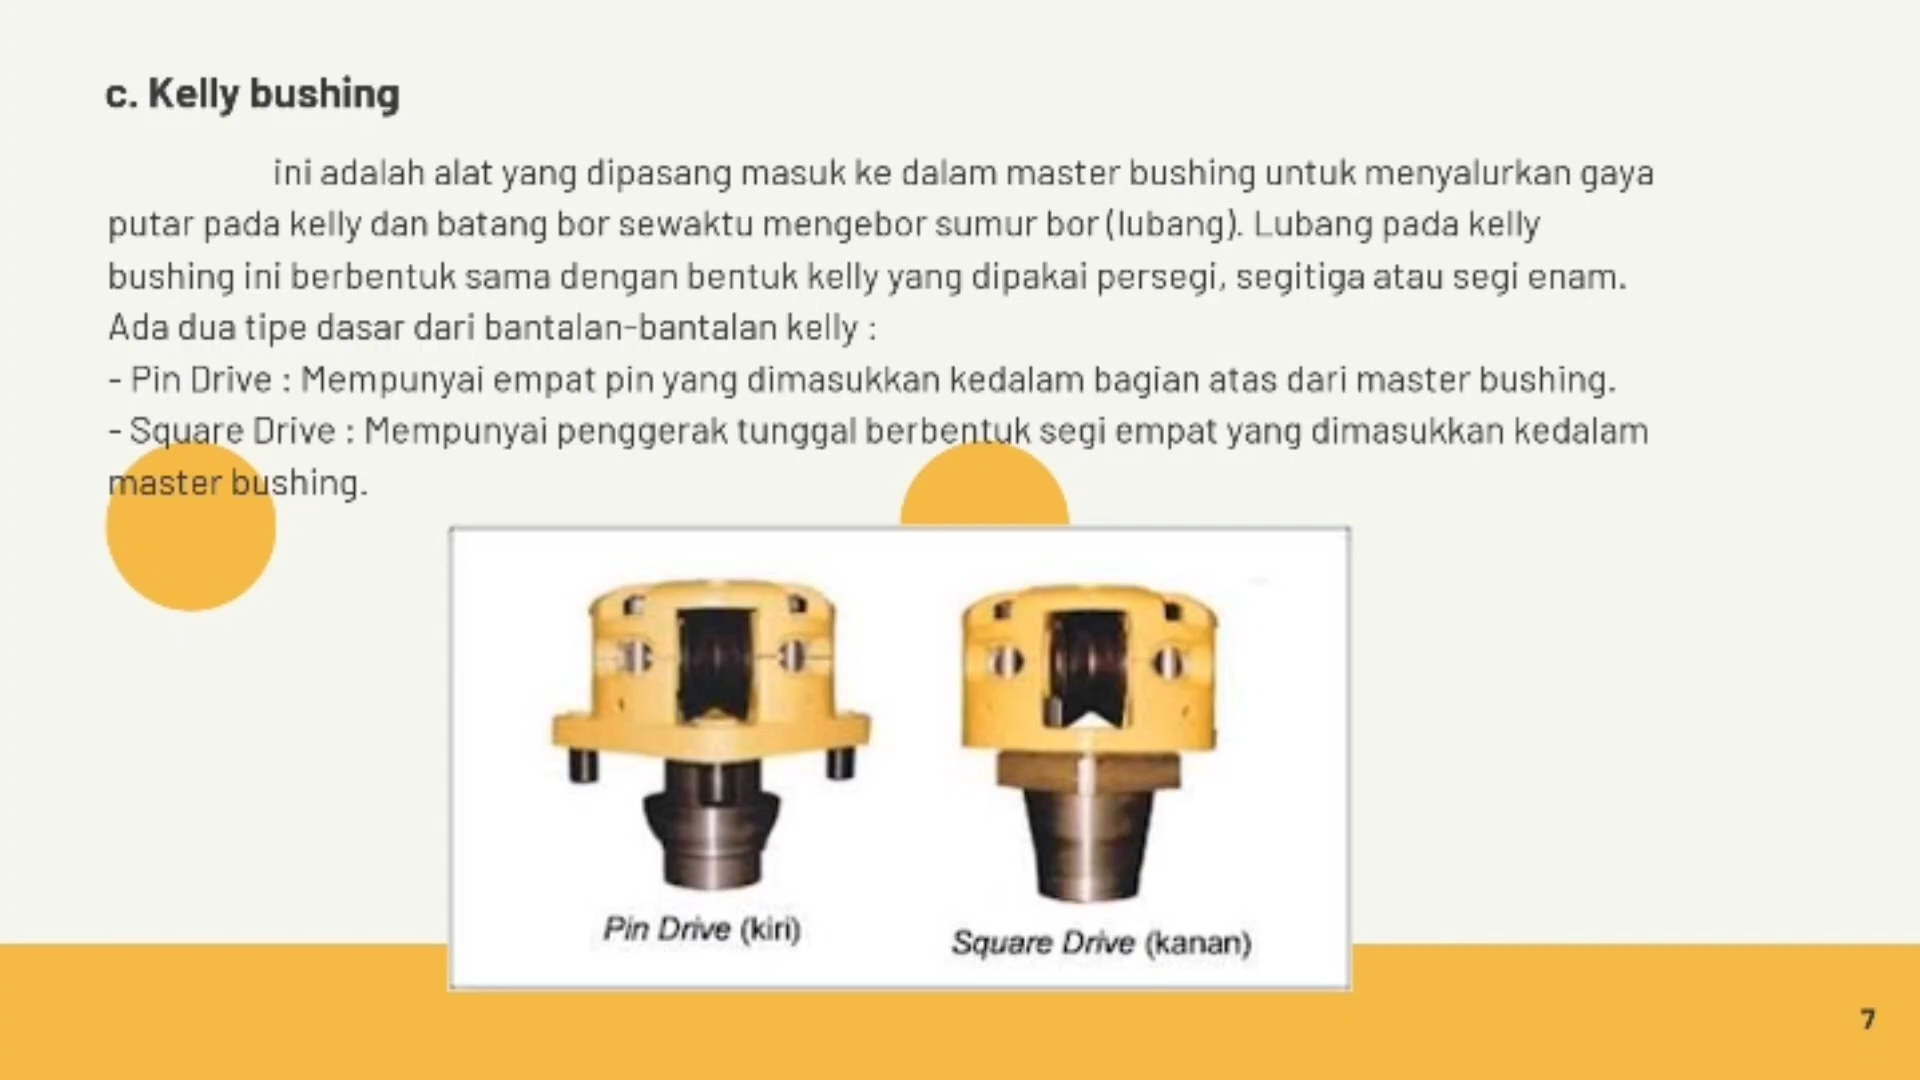 c. Kelly bushing
ini adalah alat yang dipasang masuk ke dalam master bushing untuk menyalurkan gaya
putar pada kelly dan batang bor sewaktu mengebor sumur bor (lubang). Lubang pada kelly
bushing ini berbentuk sama dengan bentuk kelly yang dipakai persegi, segitiga atau segi enam.
Ada dua tipe dasar dari bantalan-bantalan kelly :
- Pin Drive : Mempunyai empat pin yang dimasukkan kedalam bagian atas dari master bushing.
- Square Drive : Mempunyai penggerak tunggal berbentuk segi empat yang dimasukkan kedalam
master bushing.
Pin Drive (kiri)
Square Drive (kanan)
7